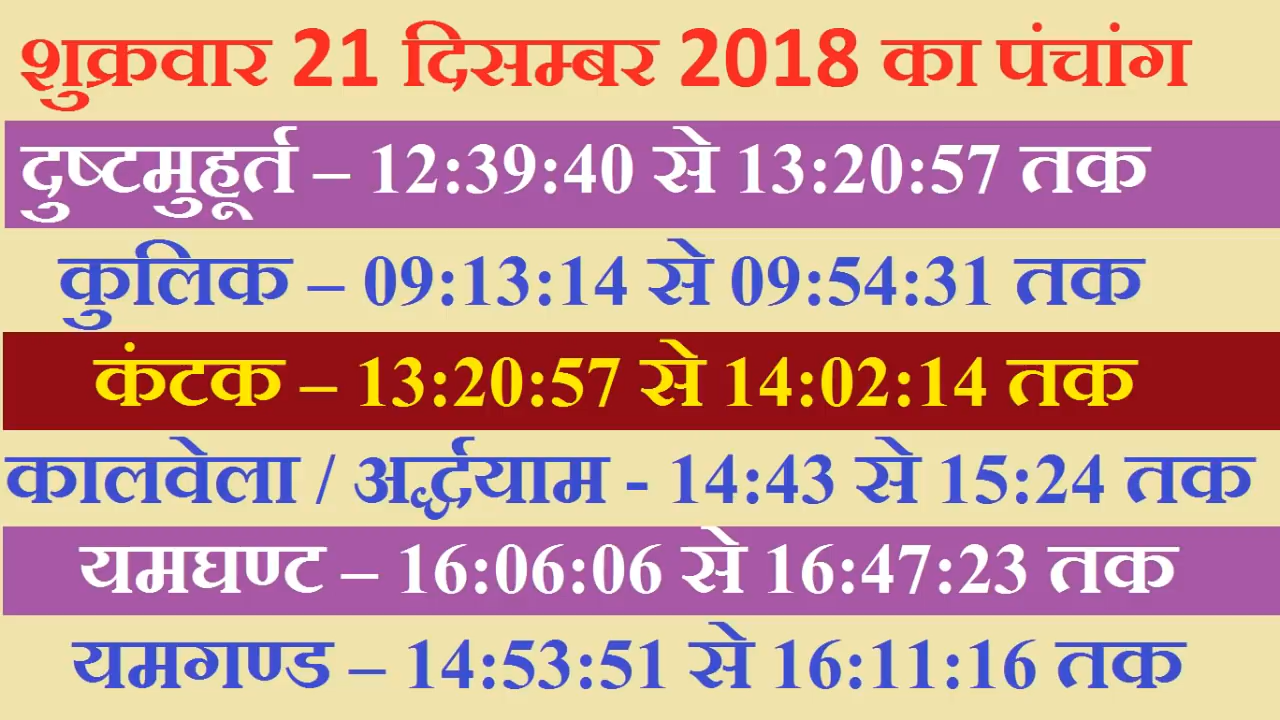 शुक्रवार 21 दिसम्बर 2018 का पंचांग
दुष्टमुहूर्त – 12:39:40 से 13:20:57 तक
कुलिक – 09:13:14 से 09:54:31 तक
कंटक – 13:20:57 से 14:02:14 तक
कालवेला / अर्द्धयाम - 14:43 से 15:24 तक
यमघण्ट – 16:06:06 से 16:47:23 तक
यमगण्ड – 14:53:51 से 16:11:16 तक